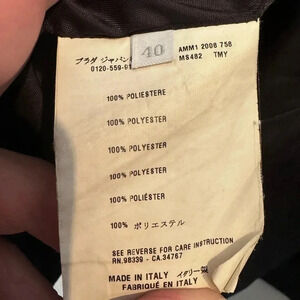 プラダ ジャパン
40
AMM1 2008 756
0120-559-91
MS482 TMY
100% POLIESTERE
100% POLYESTER
100% POLYESTER
100% POLYESTER
100% POLIÉSTER
100% ポリエステル
SEE REVERSE FOR CARE INSTRUCTION
RN.98339 - CA.34767
MADE IN ITALY イタリー製
FABRIQUÉ EN ITALY